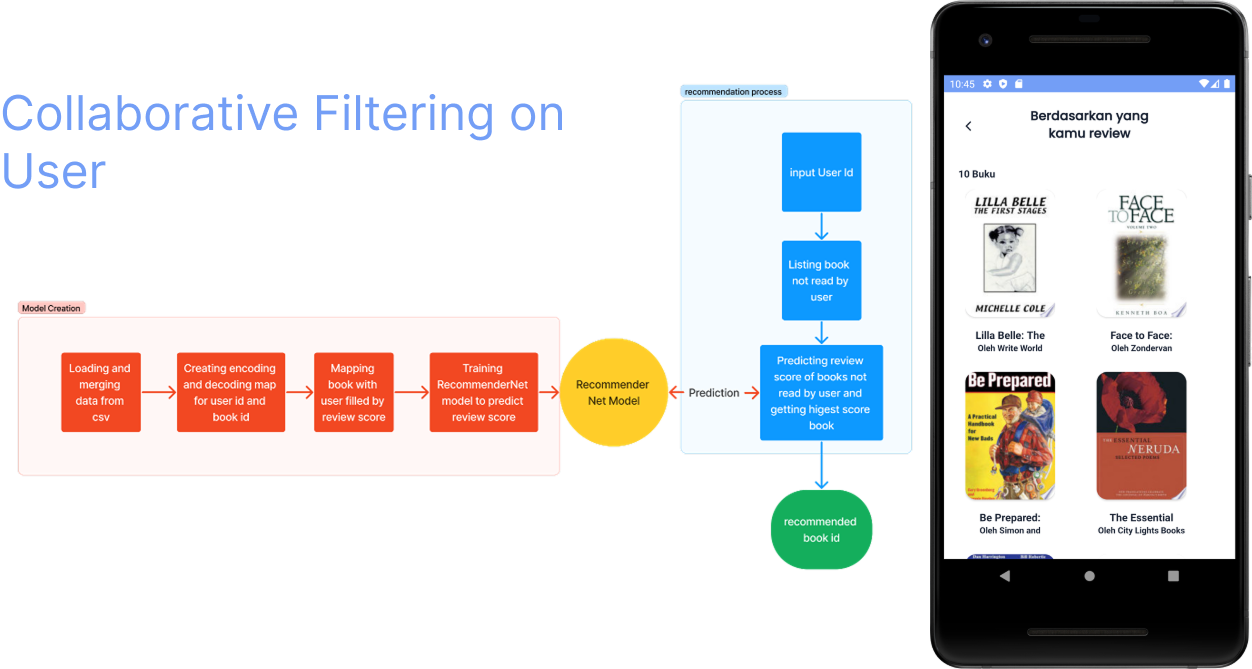 Collaborative Filtering on
User
Model Creation
Loading and
merging
data from
csv
Creating encoding
and decoding map
for user id and
book id
Mapping
book with
user filled by
review score
Training
RecommenderNet
model to predict
review score
Recommender
Net Model
Prediction
recommendation process
input User Id
Listing book
not read by
user
Predicting review
score of books not
read by user and
getting higest score
book
recommended
book id
10:45
Berdasarkan yang
kamu review
10 Buku
LILLA BELLE
THE FIRST STAGES
MICHELLE COLE
Lilla Belle: The
Oleh Write World
FACE
TO FACE
VOLUME TWO
KENNETH BOA
Face to Face:
Oleh Zondervan
Be Prepared
A Practical
Handbook
for
New Dads
Be Prepared:
Oleh Simon and
THE ESSENTIAL
NERUDA
SELECTED POEMS
The Essential
Oleh City Lights Books